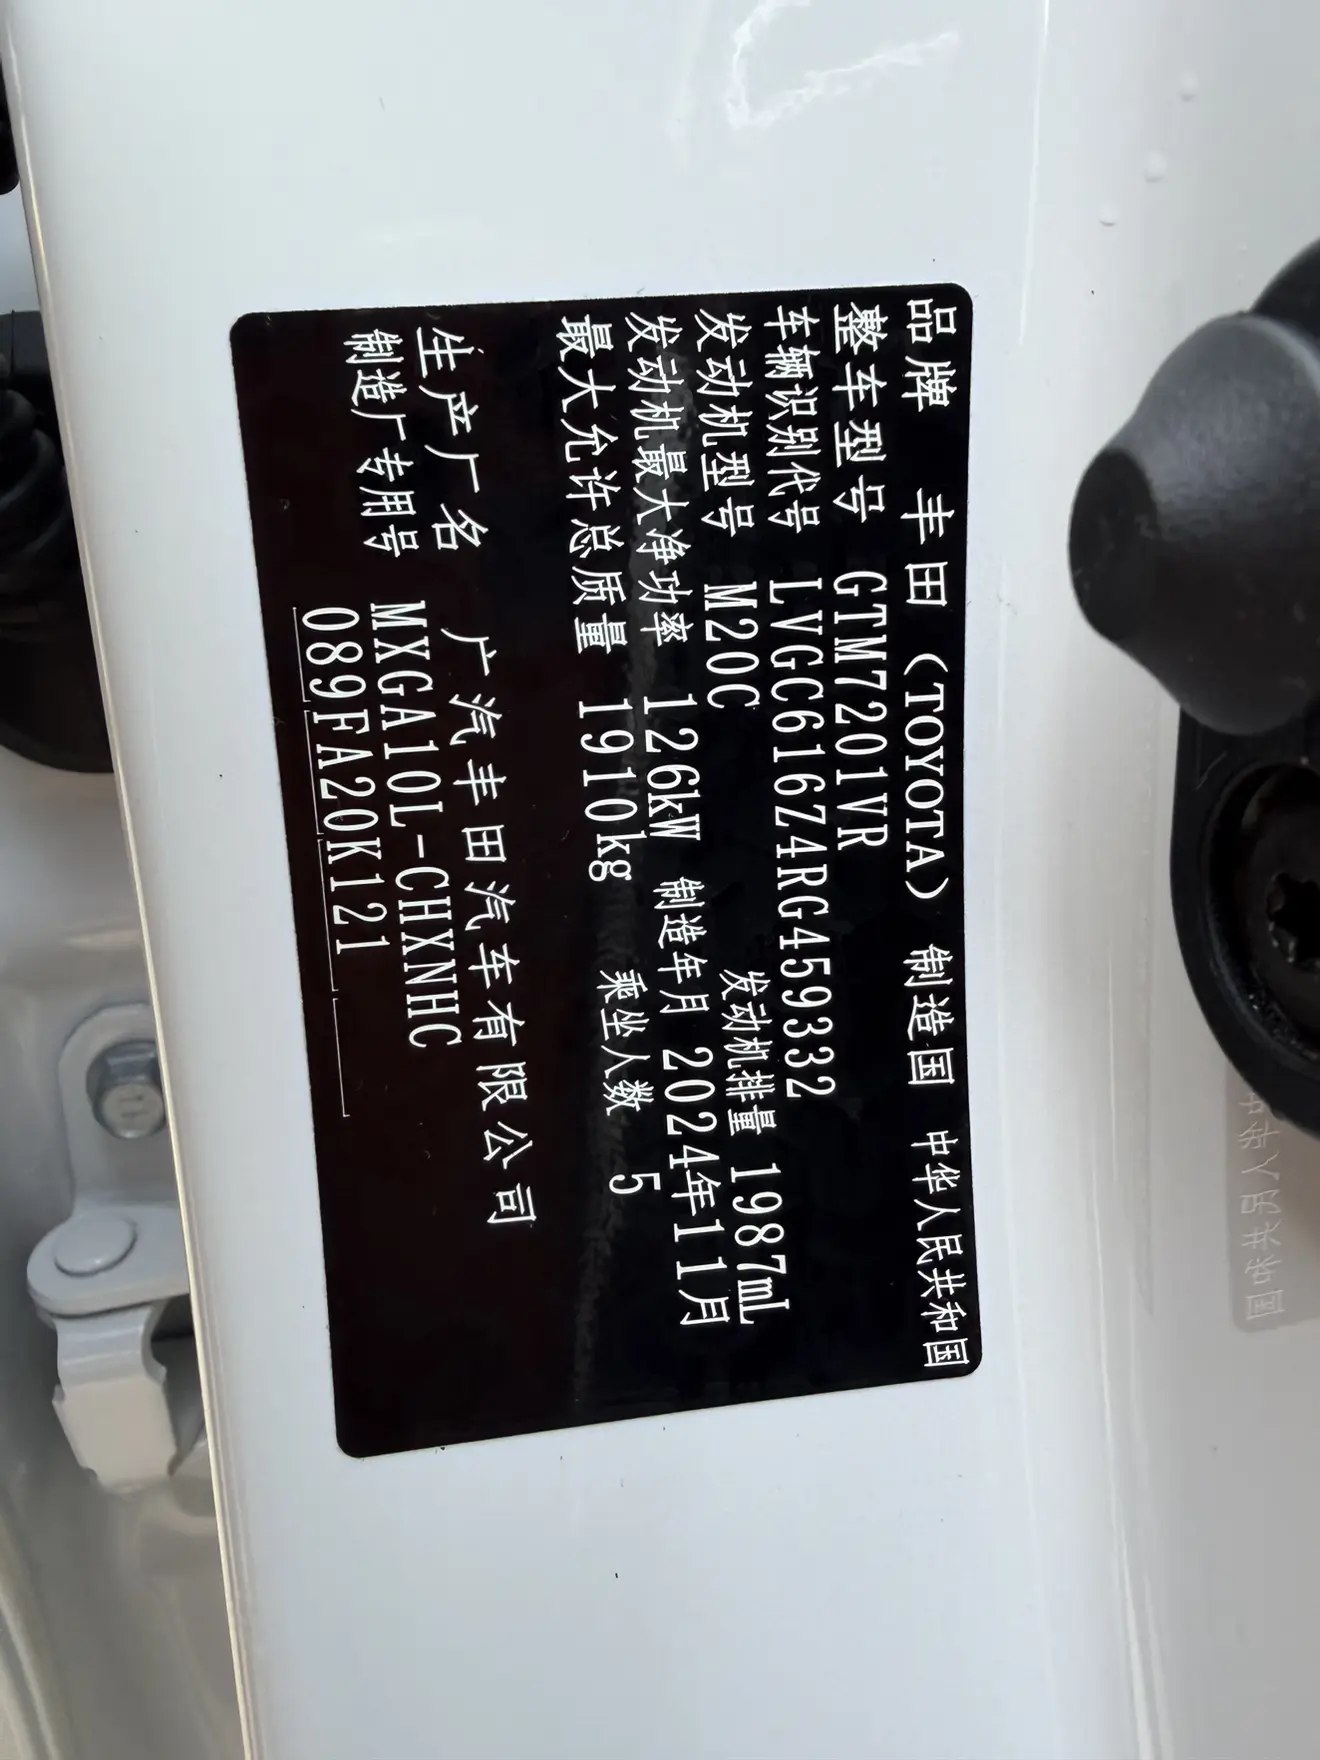 品牌 丰田（TOYOTA） 制造国 中华人民共和国
整车型号 GTM7201VR
车辆识别代号 LVGC616Z4RG459332
发动机型号 M20C 发动机排量 1987mL
发动机最大净功率 126kW 制造年月 2024年11月
最大允许总质量 1910kg 乘坐人数 5
生产厂名 广汽丰田汽车有限公司
制造厂专用号 MXGA10L-CHXNHC
089FA20K121